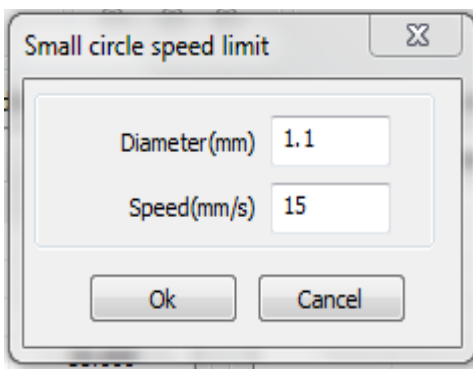 Small circle speed limit
Diameter(mm) 1.1
Speed(mm/s) 15
Ok Cancel